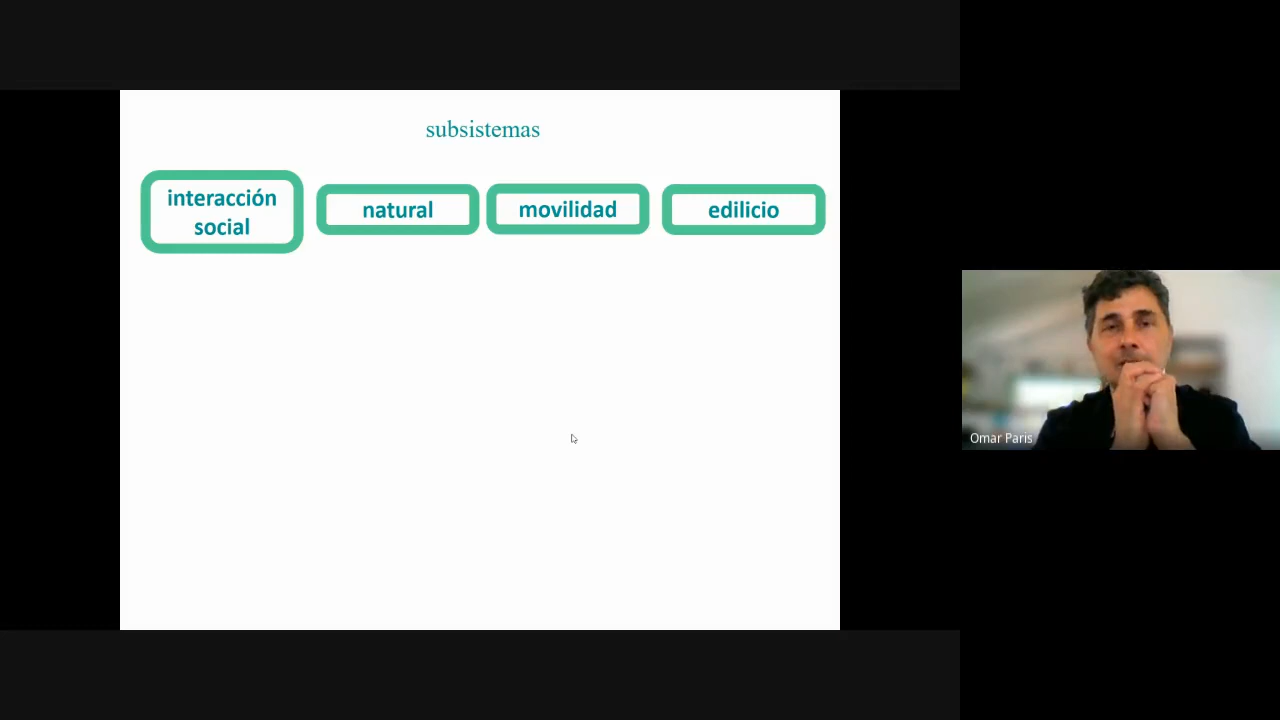 subsistemas
interacción
social
natural
movilidad
edilicio
Omar Paris